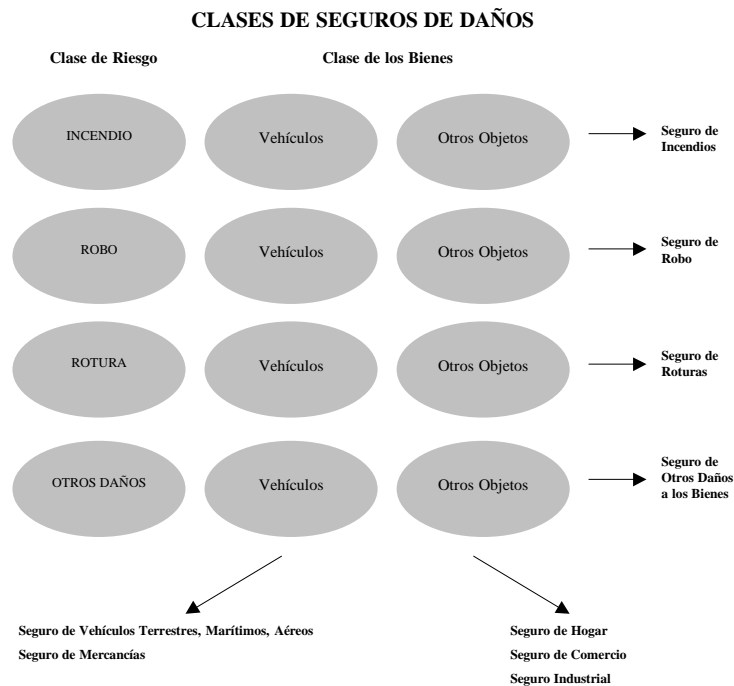 CLASES DE SEGUROS DE DAÑOS
Clase de Riesgo
Clase de los Bienes
INCENDIO
Vehículos
Otros Objetos
Seguro de
Incendios
ROBO
Vehículos
Otros Objetos
Seguro de
Robo
ROTURA
Vehículos
Otros Objetos
Seguro de
Roturas
OTROS DAÑOS
Vehículos
Otros Objetos
Seguro de
Otros Daños
a los Bienes
Seguro de Vehículos Terrestres, Marítimos, Aéreos
Seguro de Mercancías
Seguro de Hogar
Seguro de Comercio
Seguro Industrial